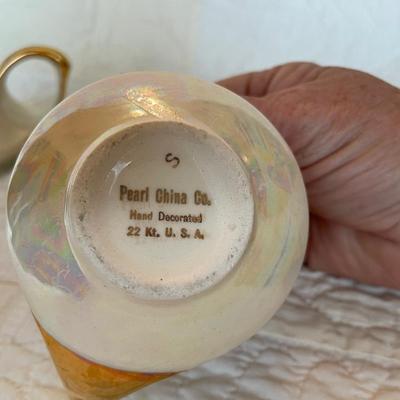 S
Pearl China Co.
Hand Decorated
22 Kt. U. S. A.